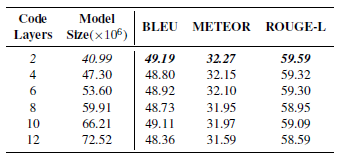 Code Layers Model Size(×10⁶) BLEU METEOR ROUGE-L
2 40.99 49.19 32.27 59.59
4 47.30 48.80 32.15 59.32
6 53.60 48.92 32.10 59.30
8 59.91 48.73 31.95 58.95
10 66.21 49.11 31.97 59.09
12 72.52 48.36 31.59 58.59